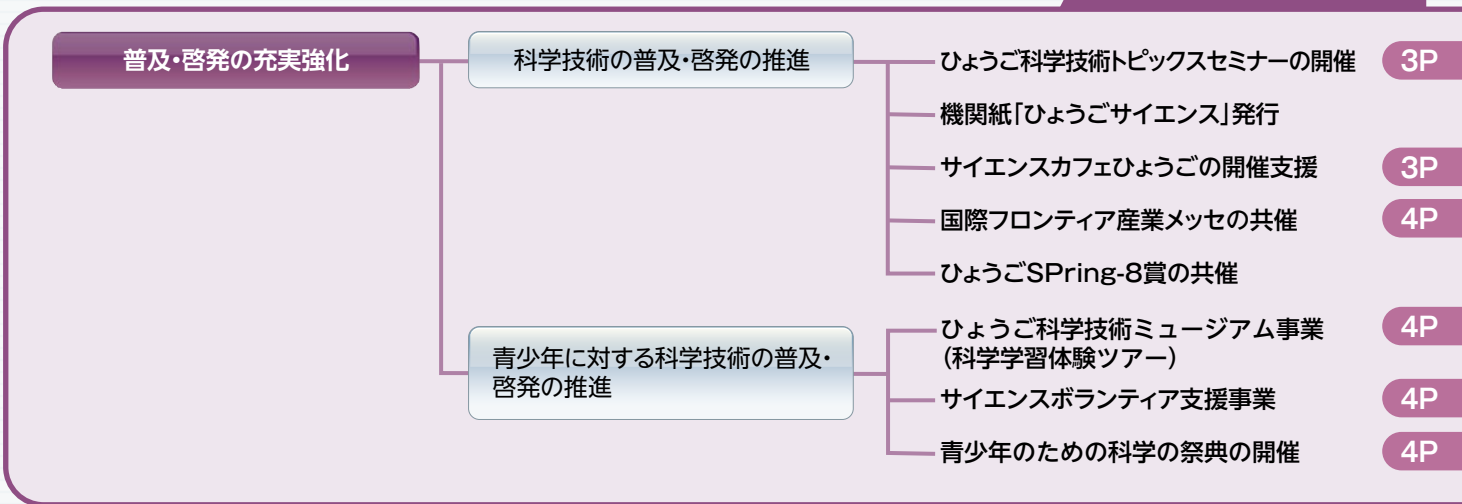 普及・啓発の充実強化
科学技術の普及・啓発の推進
ひょうご科学技術トピックスセミナーの開催 3P
機関紙「ひょうごサイエンス」発行
サイエンスカフェひょうごの開催支援 3P
国際フロンティア産業メッセの共催 4P
ひょうごSPring-8賞の共催
青少年に対する科学技術の普及・
啓発の推進
ひょうご科学技術ミュージアム事業 4P
（科学学習体験ツアー）
サイエンスボランティア支援事業 4P
青少年のための科学の祭典の開催 4P